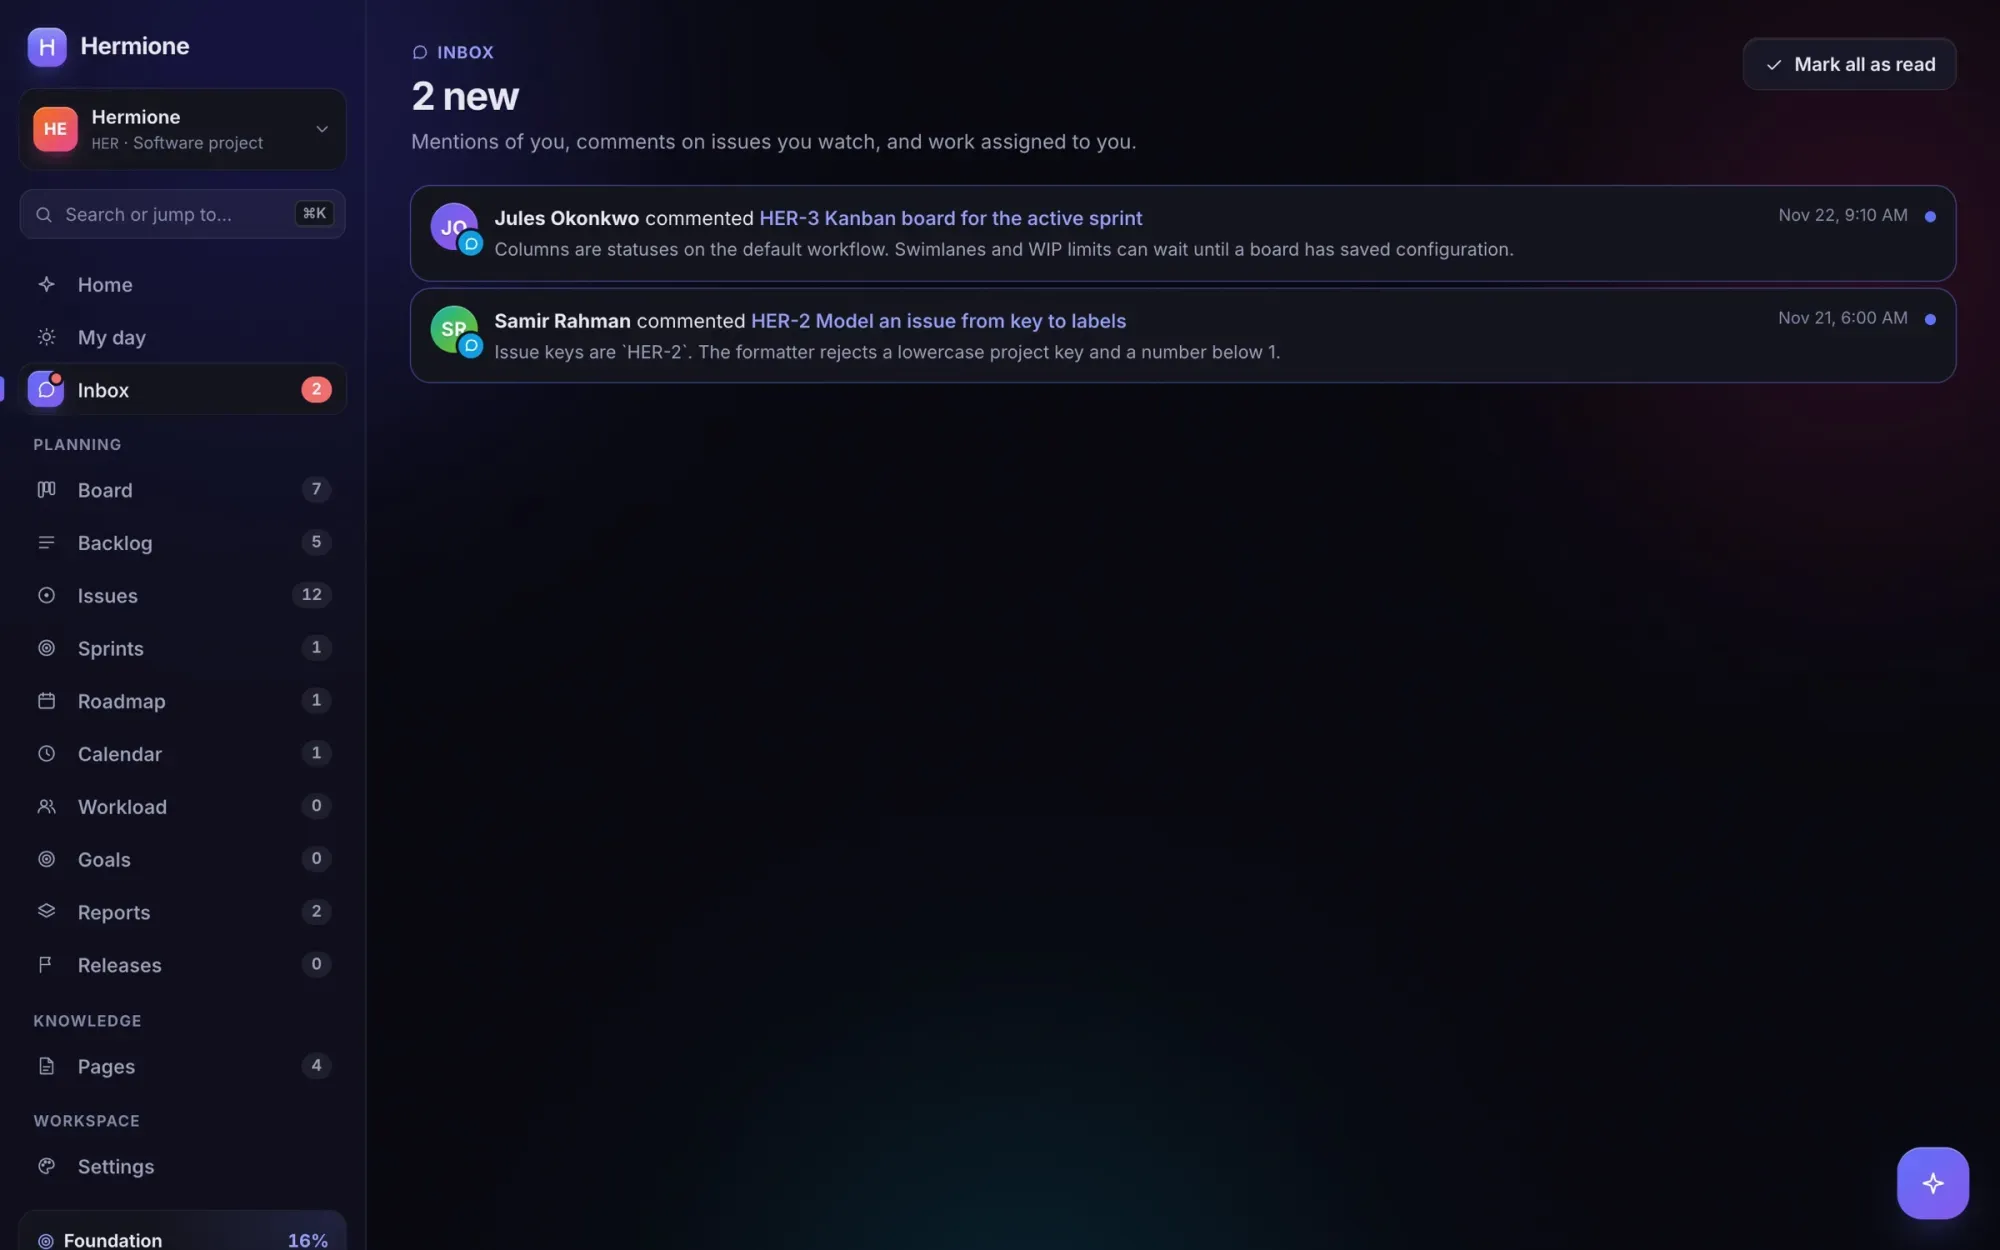 H Hermione
HE Hermione
HER · Software project
Search or jump to... ⌘K
Home
My day
Inbox 2
PLANNING
Board 7
Backlog 5
Issues 12
Sprints 1
Roadmap 1
Calendar 1
Workload 0
Goals 0
Reports 2
Releases 0
KNOWLEDGE
Pages 4
WORKSPACE
Settings
Foundation 16%
INBOX
2 new
Mentions of you, comments on issues you watch, and work assigned to you.
Mark all as read
JO Jules Okonkwo commented HER-3 Kanban board for the active sprint Nov 22, 9:10 AM
Columns are statuses on the default workflow. Swimlanes and WIP limits can wait until a board has saved configuration.
SR Samir Rahman commented HER-2 Model an issue from key to labels Nov 21, 6:00 AM
Issue keys are `HER-2`. The formatter rejects a lowercase project key and a number below 1.